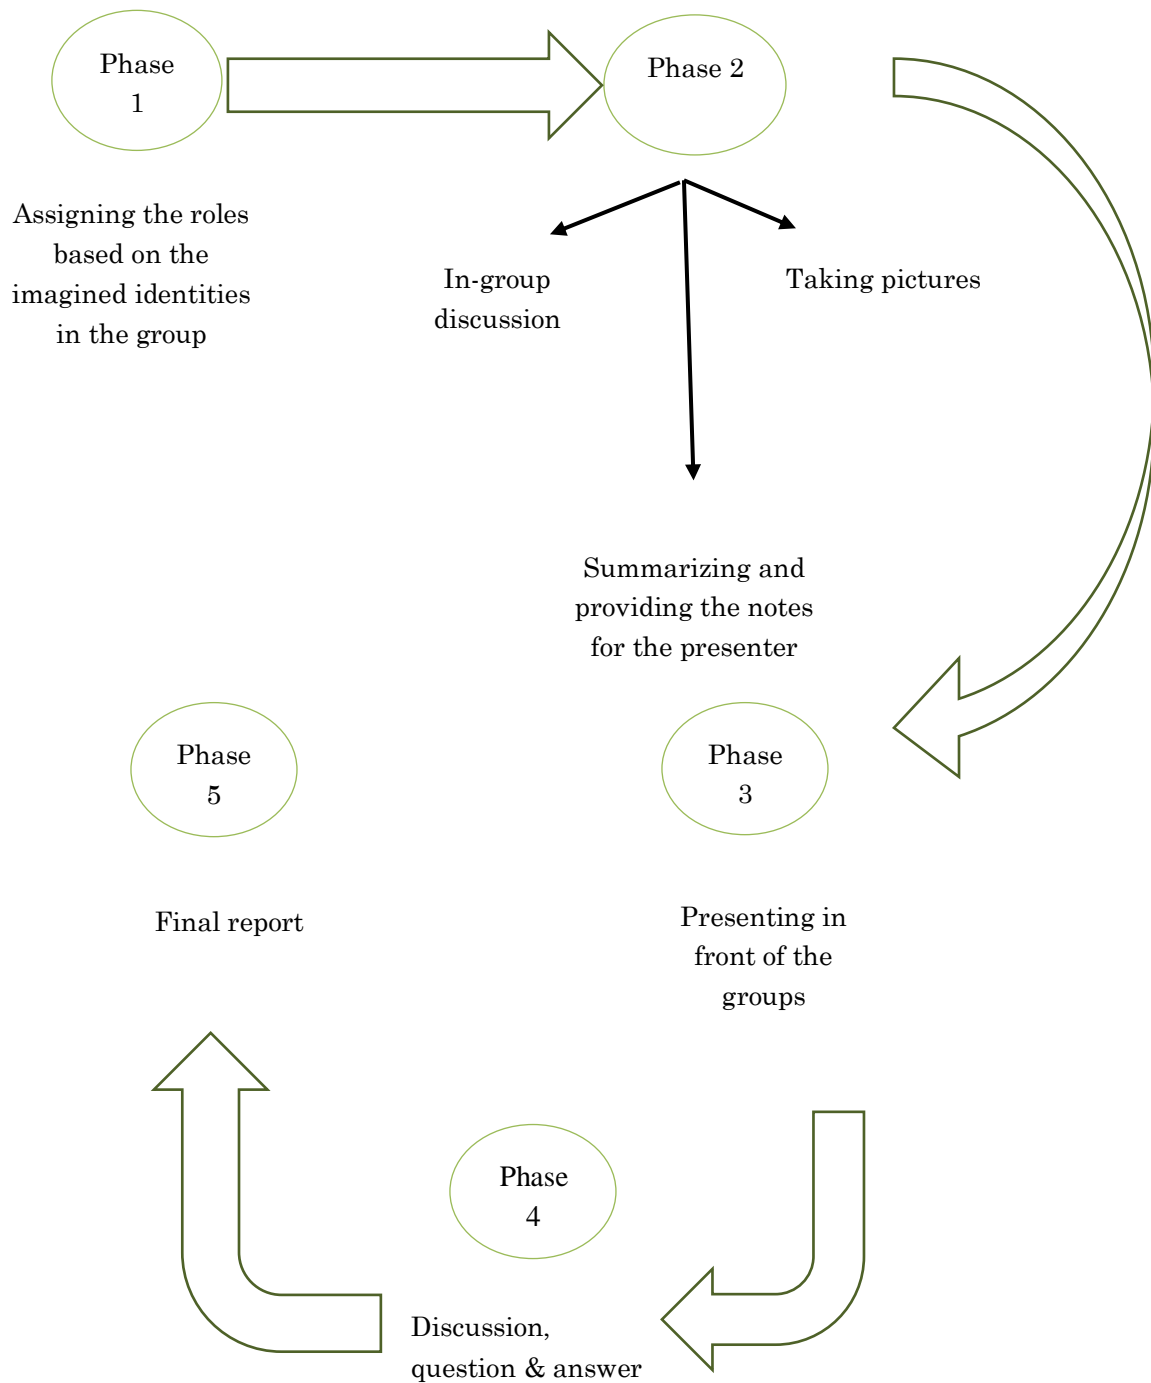 Phase
1
Phase 2
Assigning the roles
based on the
imagined identities
in the group
In-group
discussion
Taking pictures
Summarizing and
providing the notes
for the presenter
Phase
3
Presenting in
front of the
groups
Phase
4
Discussion,
question & answer
Phase
5
Final report